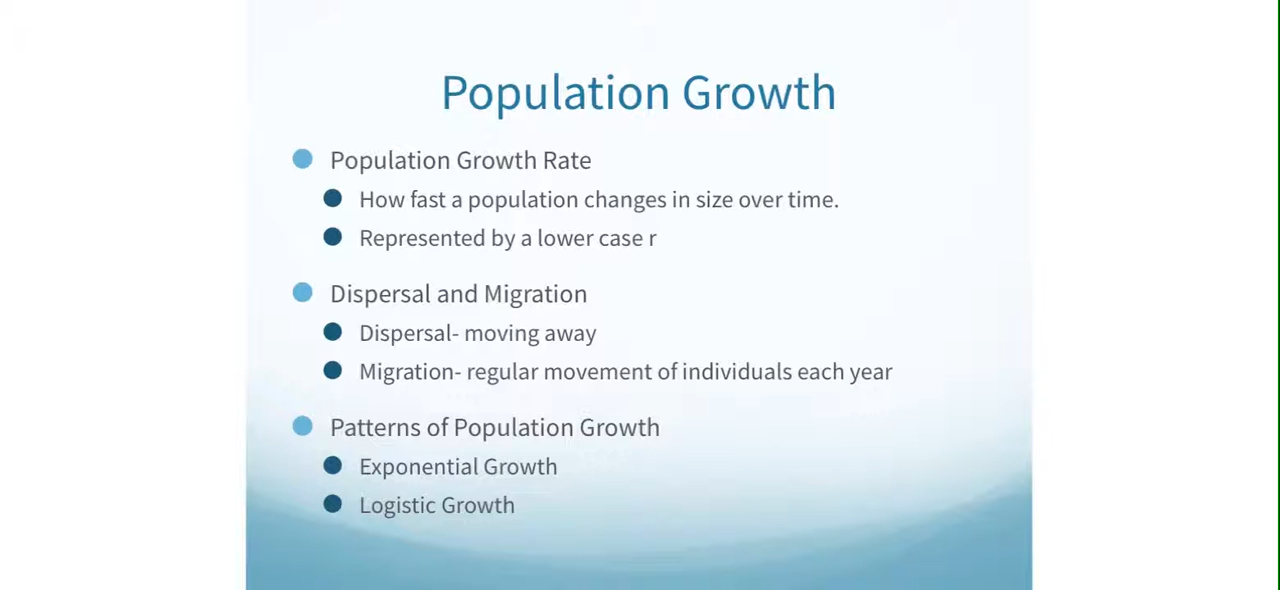 Population Growth
Population Growth Rate
How fast a population changes in size over time.
Represented by a lower case r
Dispersal and Migration
Dispersal- moving away
Migration- regular movement of individuals each year
Patterns of Population Growth
Exponential Growth
Logistic Growth